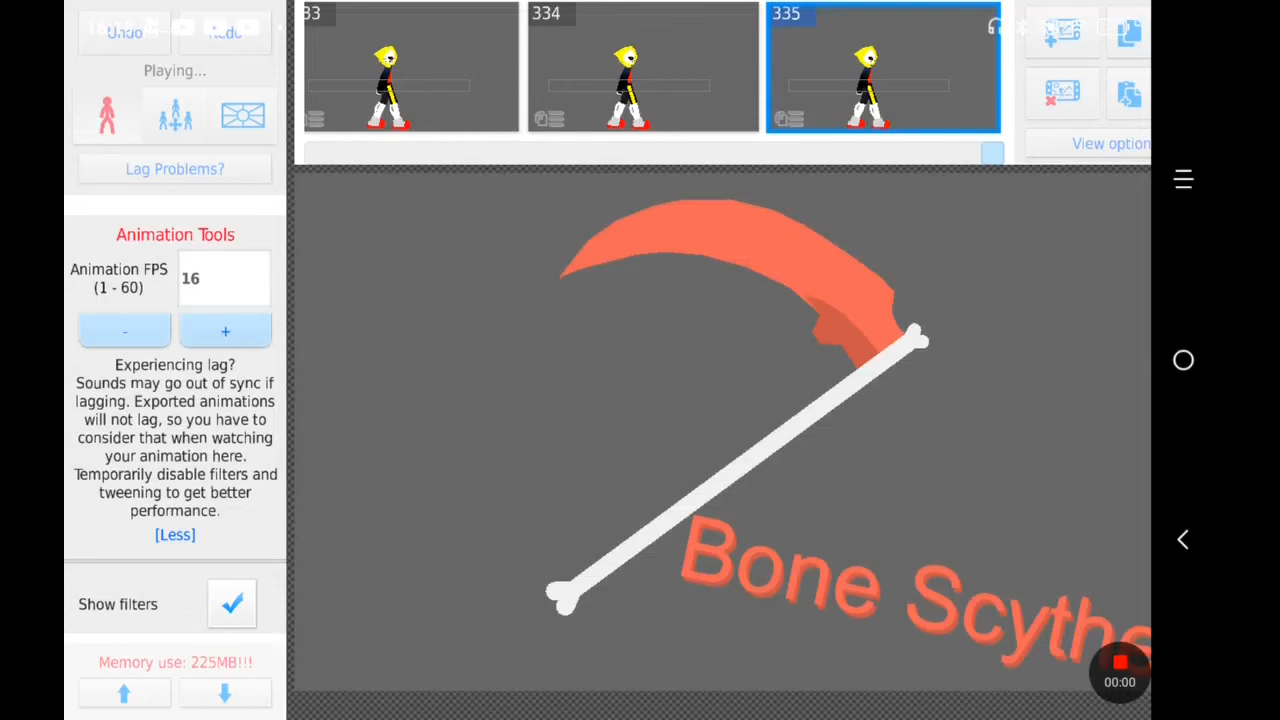 Undo Redo
Playing...
Lag Problems?
Animation Tools
Animation FPS
(1 - 60)
16
- +
Experiencing lag?
Sounds may go out of sync if
lagging. Exported animations
will not lag, so you have to
consider that when watching
your animation here.
Temporarily disable filters and
tweening to get better
performance.
[Less]
Show filters
Memory use: 225MB!!!
33 334 335
View option
Bone Scythe
00:00